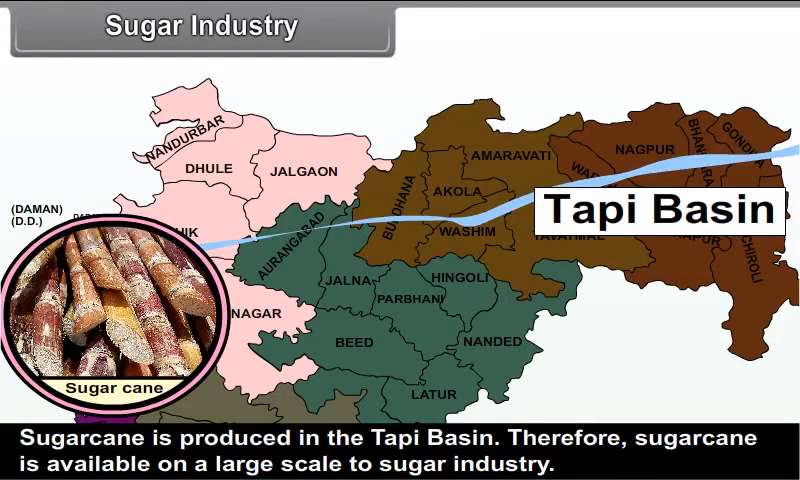 Sugar Industry
NANDURBAR
DHULE
JALGAON
AMARAVATI
NAGPUR
GONDIA
AKOLA
WASHIM
Tapi Basin
(DAMAN)
(D.D.)
AURANGABAD
CHIROLI
JALNA
HINGOLI
PARBHANI
NAGAR
BEED
NANDED
LATUR
Sugar cane
Sugarcane is produced in the Tapi Basin. Therefore, sugarcane
is available on a large scale to sugar industry.